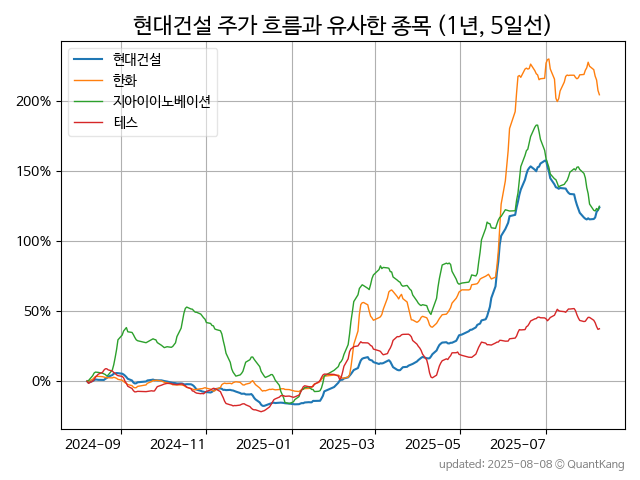 현대건설 주가 흐름과 유사한 종목 (1년, 5일선)
현대건설
한화
지아이이노베이션
테스
200%
150%
100%
50%
0%
2024-09 2024-11 2025-01 2025-03 2025-05 2025-07
updated: 2025-08-08 © QuantKang